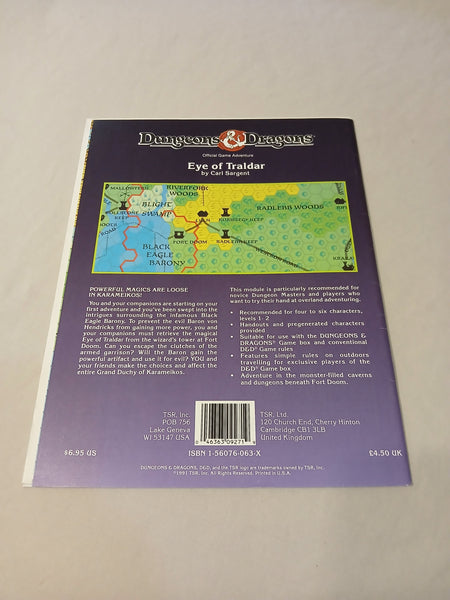 DUNGEONS & DRAGONS®
Official Game Adventure
Eye of Traldar
by Carl Sargent
RIVERFORK
WOODS
BLIGHT
SWAMP
RADLEBB WOODS
LUHN
FORT DOOM
RADLEBB KEEP
BLACK
EAGLE
BARONY
ROAD
POWERFUL MAGICS ARE LOOSE
IN KARAMEIKOS!
You and your companions are starting on your
first adventure and you've been swept into the
intrigues surrounding the infamous Black
Eagle Barony. To prevent the evil Baron von
Hendricks from gaining more power, you and
your companions must retrieve the magical
Eye of Traldar from the wizard's tower at Fort
Doom. Can you escape the clutches of the
armed garrison? Will the Baron gain the
powerful artifact and use it for evil? YOU and
your friends make the choices and affect the
entire Grand Duchy of Karameikos.
This module is particularly recommended for
novice Dungeon Masters and players who
want to try their hand at overland adventuring.
• Recommended for four to six characters,
levels 1-2
• Handouts and pregenerated characters
provided
• Suitable for use with the DUNGEONS &
DRAGONS® Game box and conventional
D&D® Game rules
• Features simple rules on outdoors
travelling for exclusively players of the
D&D® Game box
• Adventure in the monster-filled caverns
and dungeons beneath Fort Doom.
TSR, Inc.
POB 756
Lake Geneva
WI 53147 USA
0 46363 09271
TSR, Ltd.
120 Church End, Cherry Hinton
Cambridge CB1 3LB
United Kingdom
$6.95 US
ISBN 1-56076-063-X
£4.50 UK
DUNGEONS & DRAGONS, D&D, and the TSR logo are trademarks owned by TSR, Inc.
©1991 TSR, Inc. All Rights Reserved. Printed in U.S.A.